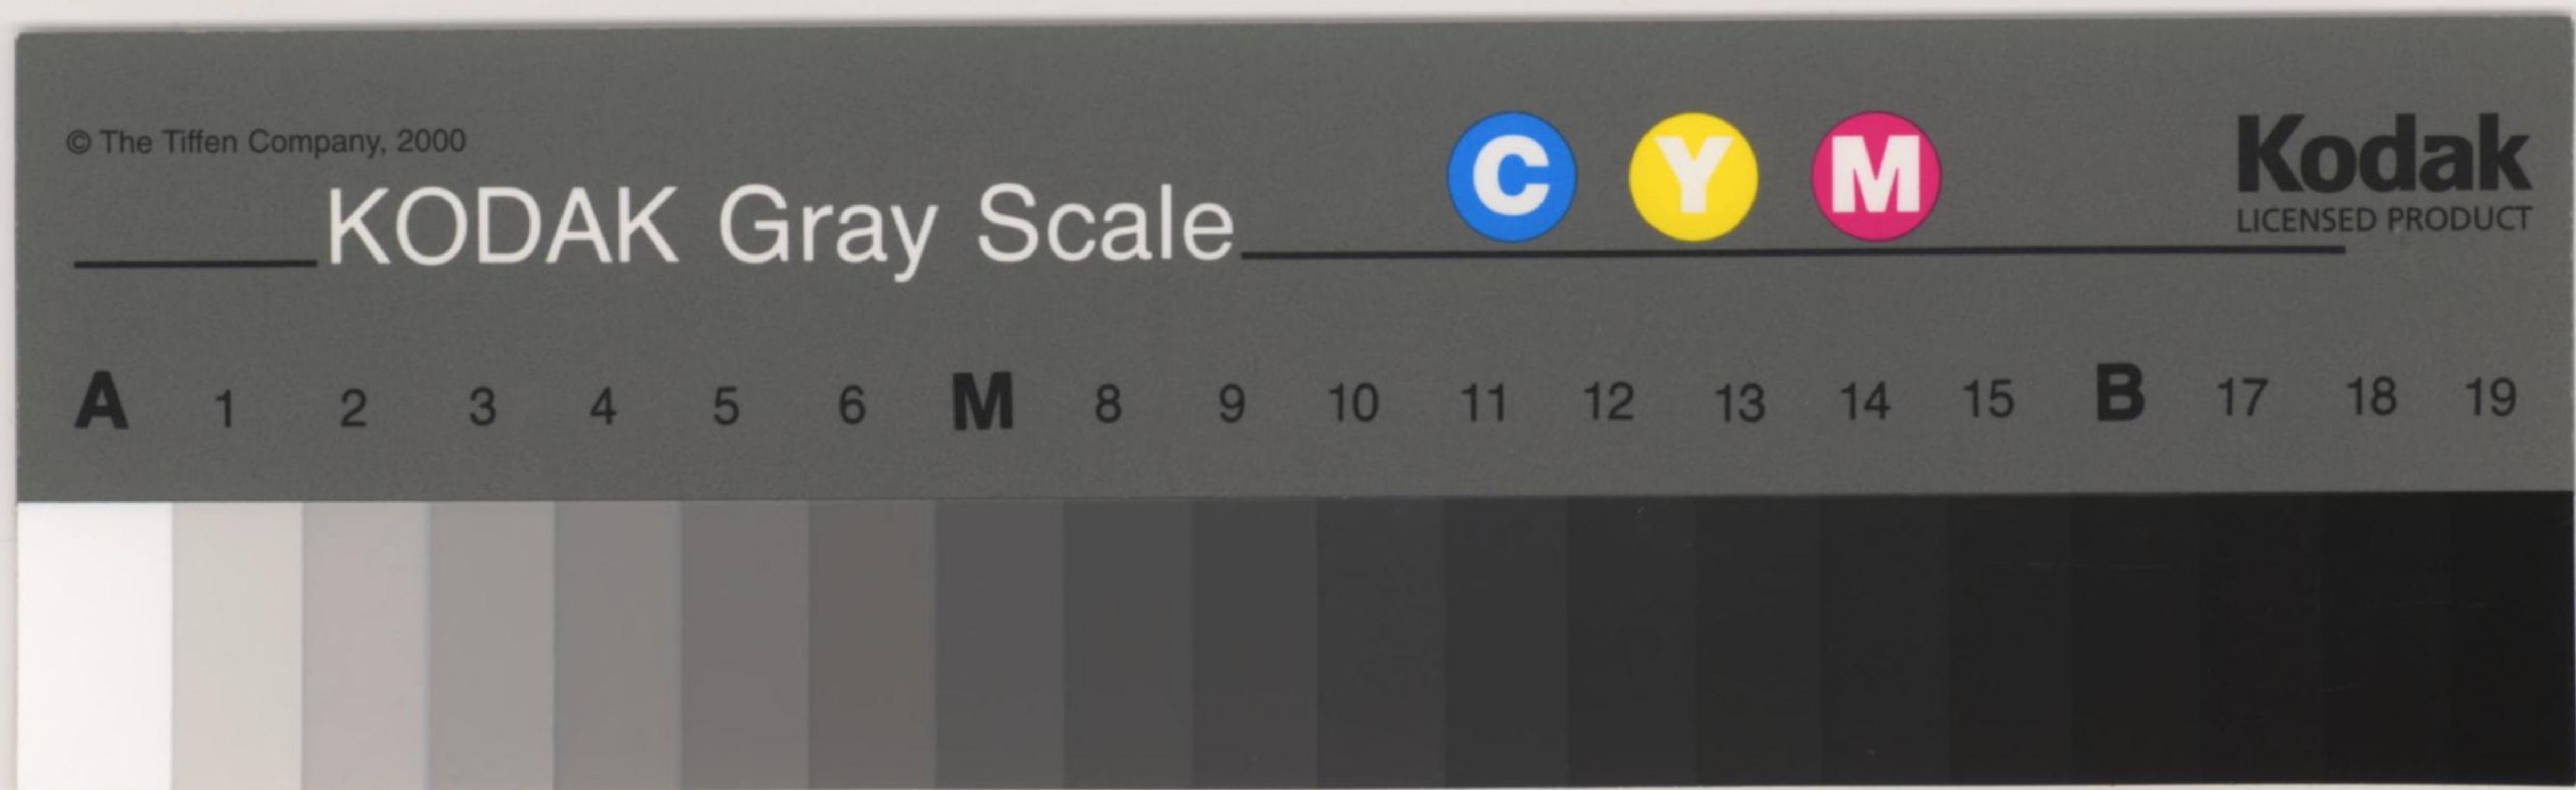 © The Tiffen Company, 2000
KODAK Gray Scale
C Y M
Kodak
LICENSED PRODUCT
A 1 2 3 4 5 6 M 8 9 10 11 12 13 14 15 B 17 18 19